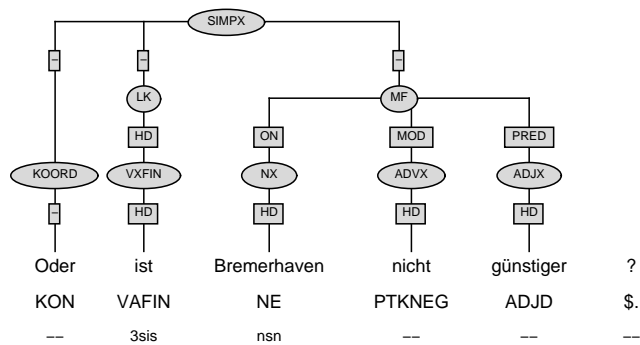 SIMPX
– – –
LK MF
HD ON MOD PRED
KOORD VXFIN NX ADVX ADJX
– HD HD HD HD
Oder ist Bremerhaven nicht günstiger ?
KON VAFIN NE PTKNEG ADJD $.
–– 3sis nsn –– –– ––